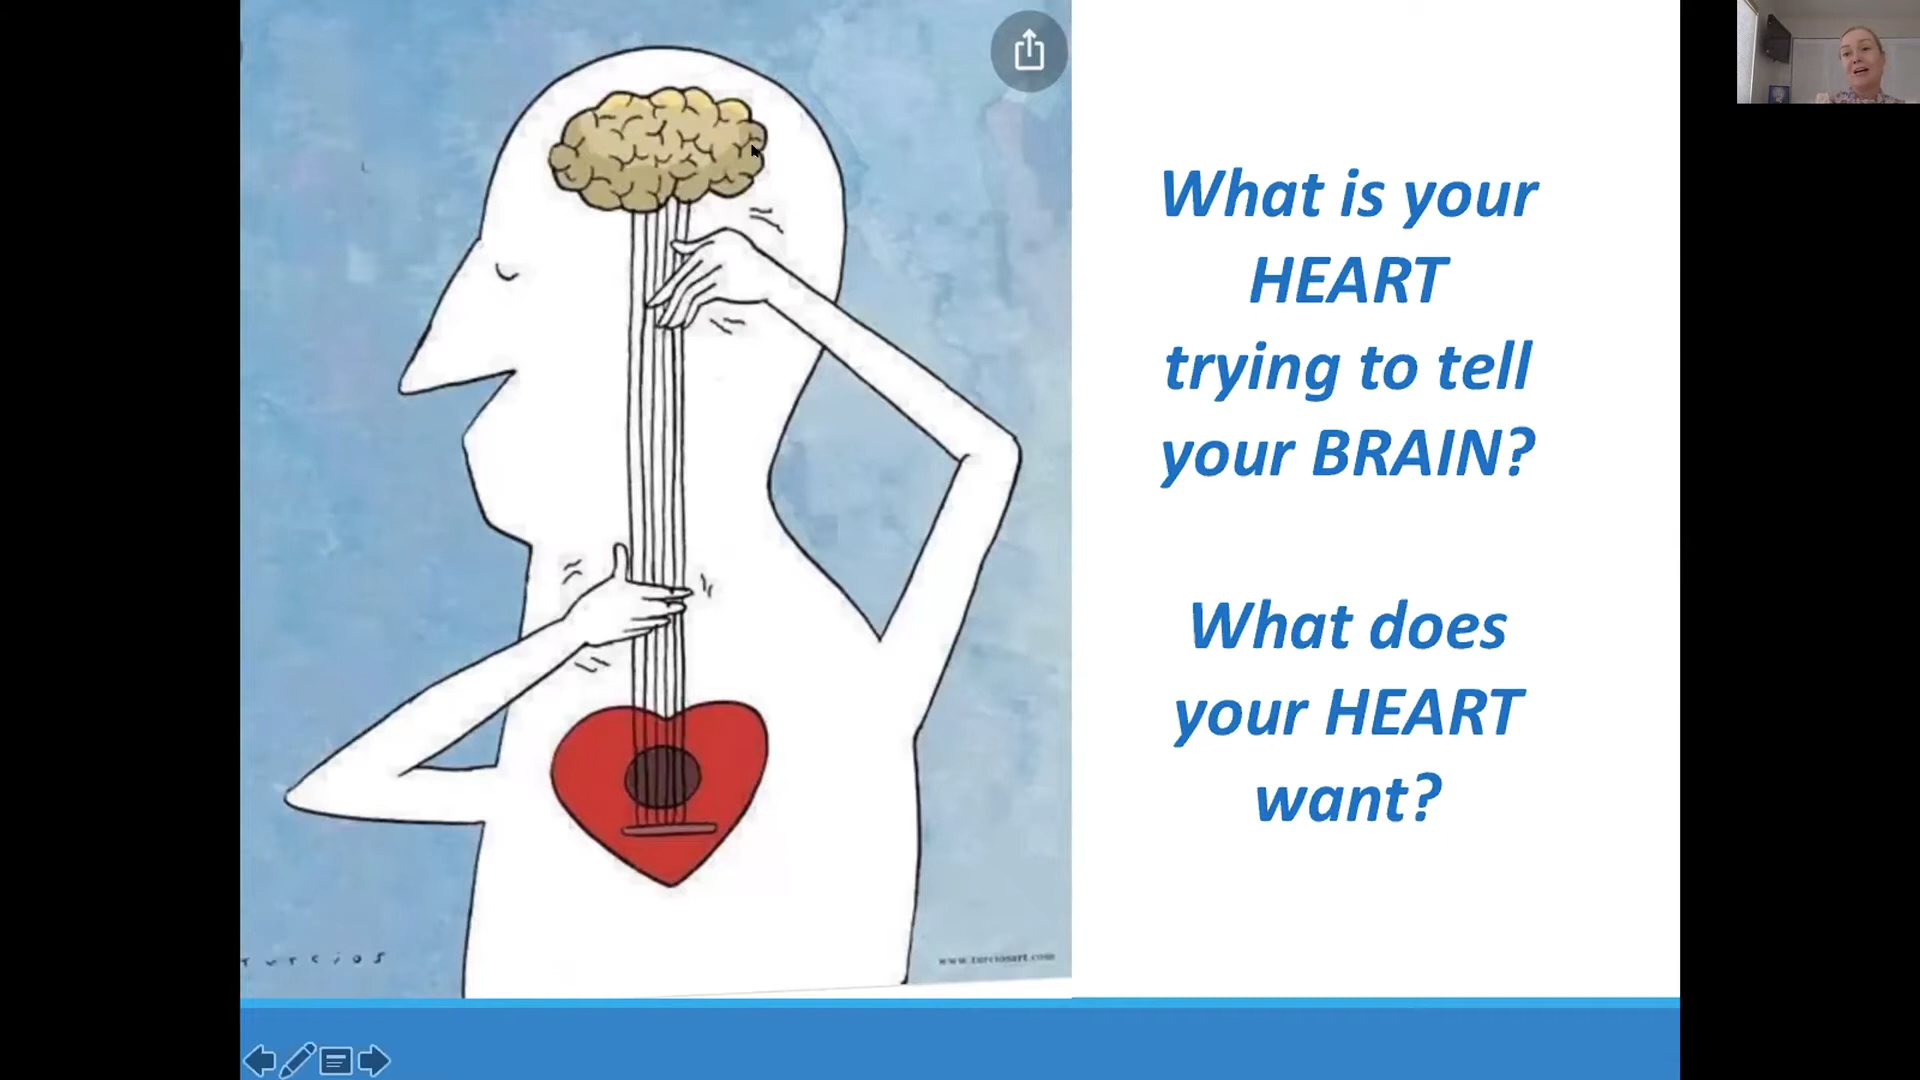 What is your
HEART
trying to tell
your BRAIN?
What does
your HEART
want?
TURCIOS
www.turciosart.com